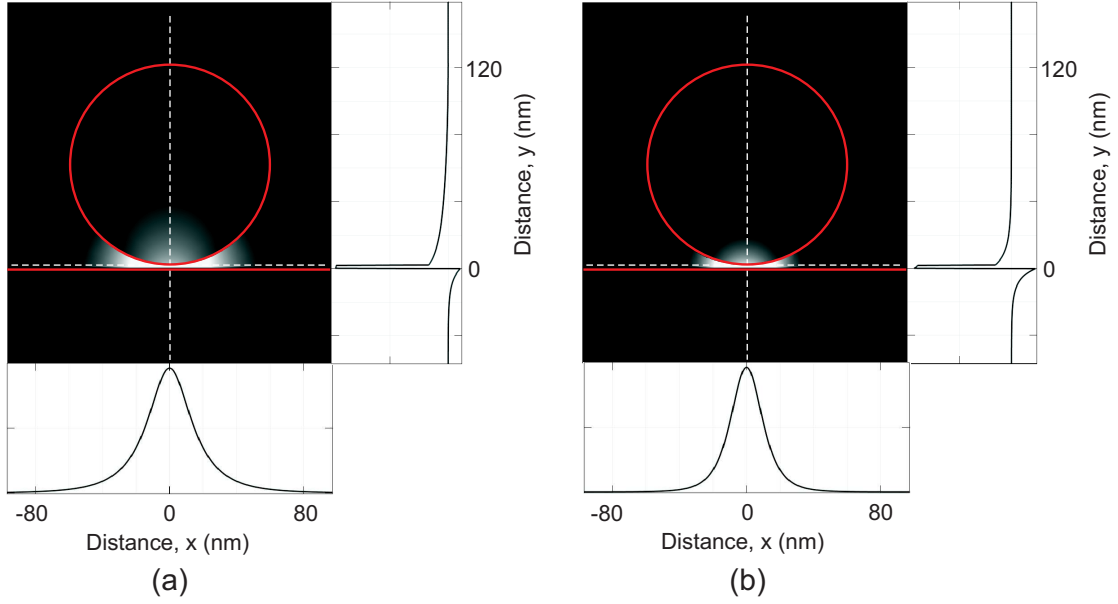 120
Distance, y (nm)
0
-80
0
80
Distance, x (nm)
(a)
120
Distance, y (nm)
0
-80
0
80
Distance, x (nm)
(b)